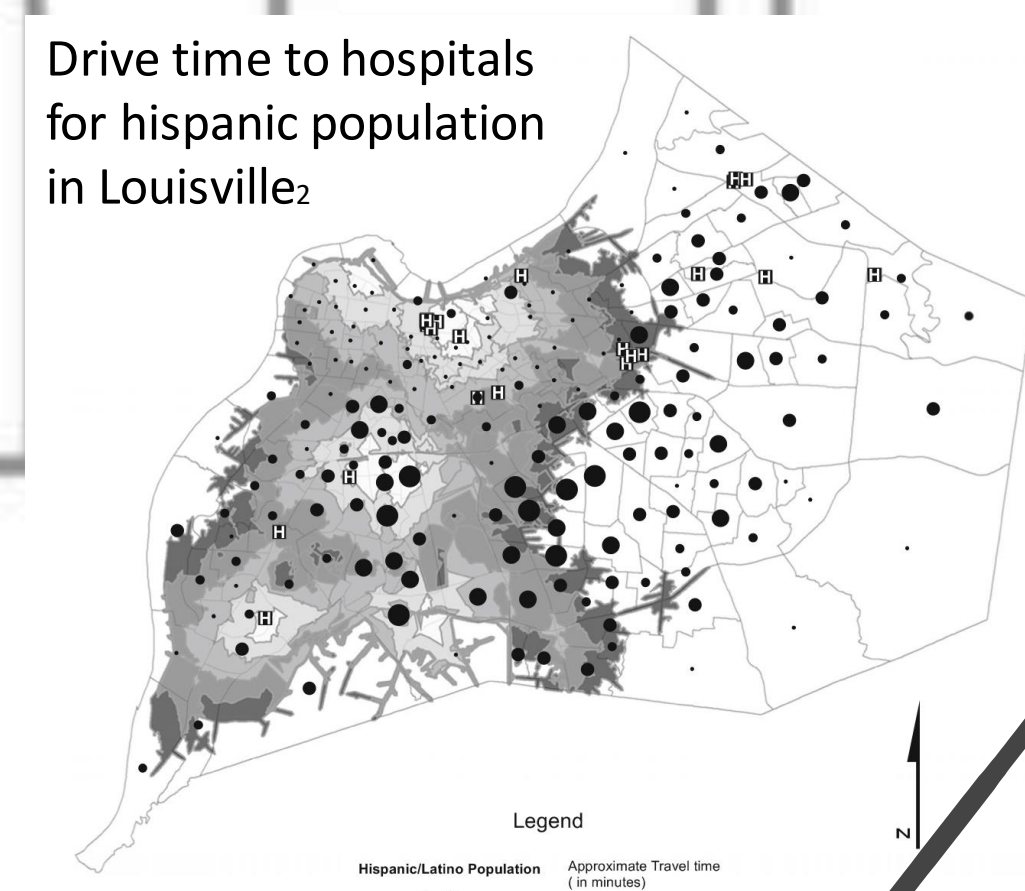 Drive time to hospitals
for hispanic population
in Louisville2
H H
H H H
H
H H
H
H H H
H
H
H
H
H
N
Legend
Hispanic/Latino Population Approximate Travel time
( in minutes)